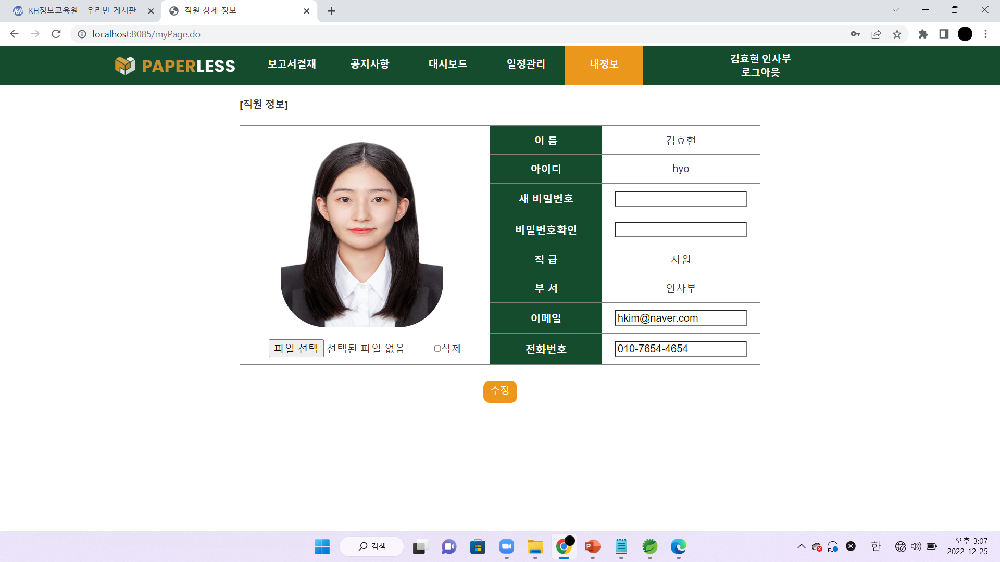 KH정보교육원 - 우리반 게시판
직원 상세 정보
localhost:8085/myPage.do
PAPERLESS
보고서결재
공지사항
대시보드
일정관리
내정보
김효현 인사부
로그아웃
[직원 정보]
이 름
김효현
아이디
hyo
새 비밀번호
비밀번호확인
직 급
사원
부 서
인사부
이메일
hkim@naver.com
파일 선택 선택된 파일 없음
삭제
전화번호
010-7654-4654
수정
검색
한
오후 3:07
2022-12-25